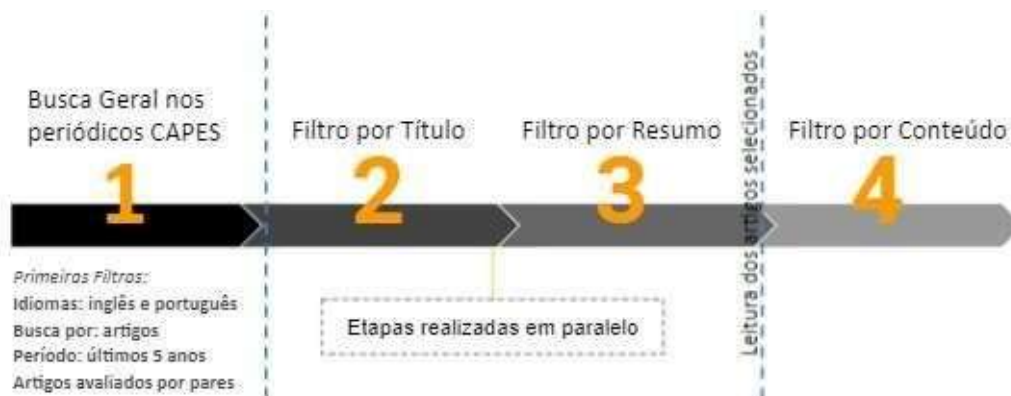 Busca Geral nos
periódicos CAPES
1
Filtro por Título
2
Filtro por Resumo
3
Leitura dos artigos selecionados
Filtro por Conteúdo
4
Primeiros Filtros:
Idiomas: inglês e português
Busca por: artigos
Período: últimos 5 anos
Artigos avaliados por pares
Etapas realizadas em paralelo